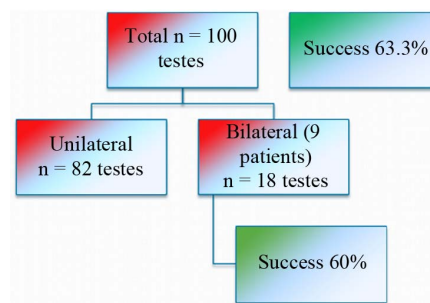 Total n = 100
testes
Success 63.3%
Unilateral
n = 82 testes
Bilateral (9
patients)
n = 18 testes
Success 60%